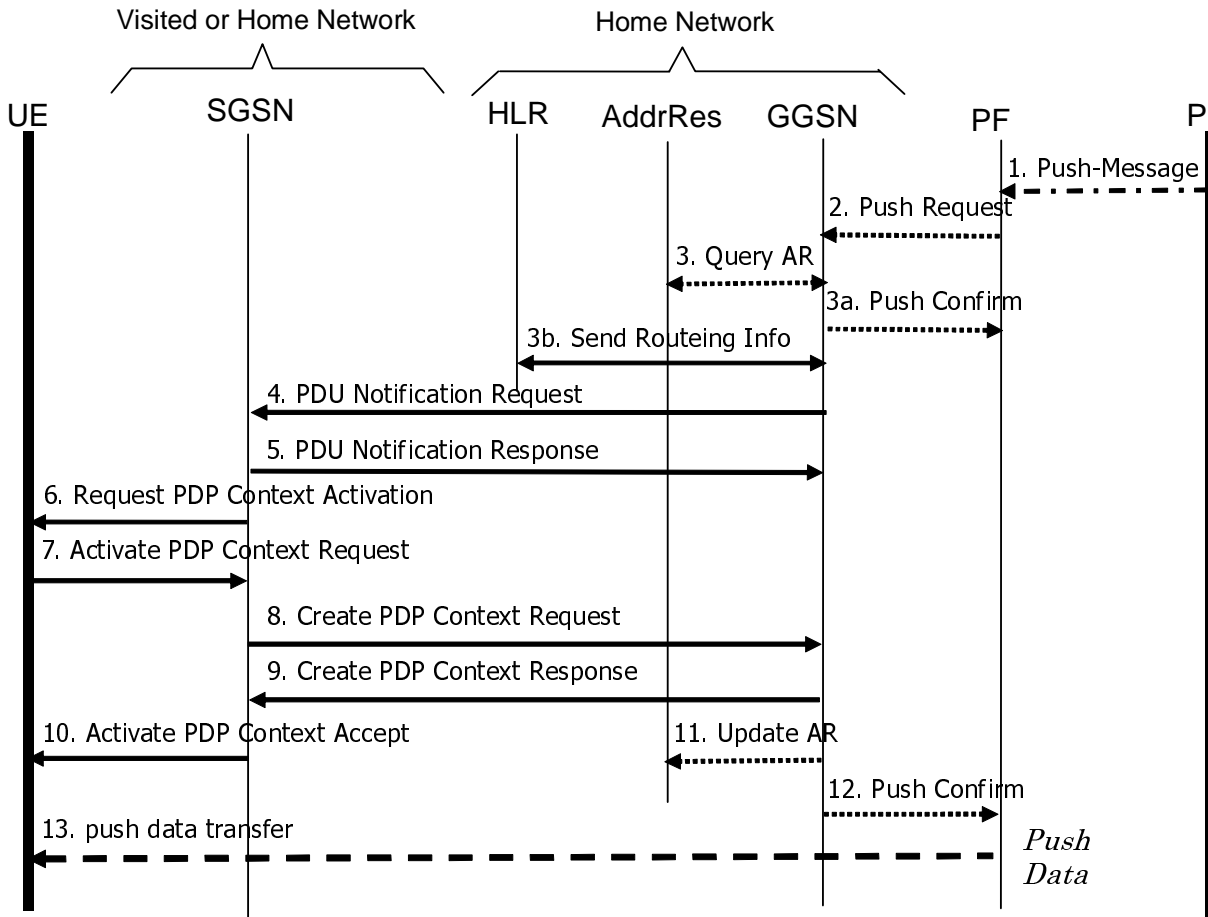 Visited or Home Network
Home Network
UE
SGSN
HLR
AddrRes
GGSN
PF
P
1. Push-Message
2. Push Request
3. Query AR
3a. Push Confirm
3b. Send Routeing Info
4. PDU Notification Request
5. PDU Notification Response
6. Request PDP Context Activation
7. Activate PDP Context Request
8. Create PDP Context Request
9. Create PDP Context Response
10. Activate PDP Context Accept
11. Update AR
12. Push Confirm
13. push data transfer
Push
Data